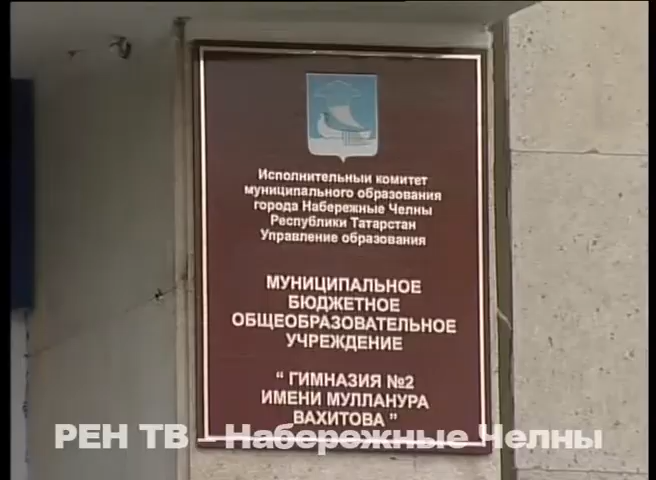 Исполнительный комитет
муниципального образования
города Набережные Челны
Республики Татарстан
Управление образования
МУНИЦИПАЛЬНОЕ
БЮДЖЕТНОЕ
ОБЩЕОБРАЗОВАТЕЛЬНОЕ
УЧРЕЖДЕНИЕ
“ ГИМНАЗИЯ №2
ИМЕНИ МУЛЛАНУРА
ВАХИТОВА ”
РЕН ТВ - Набережные Челны